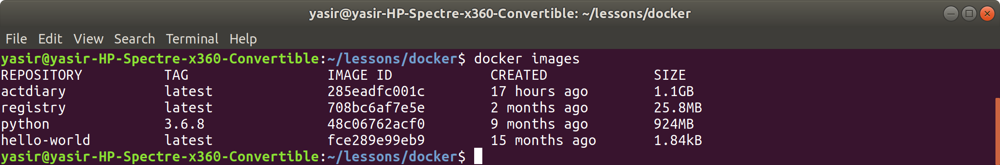 yasir@yasir-HP-Spectre-x360-Convertible: ~/lessons/docker
File Edit View Search Terminal Help
yasir@yasir-HP-Spectre-x360-Convertible:~/lessons/docker$ docker images
REPOSITORY TAG IMAGE ID CREATED SIZE
actdiary latest 285eadfc001c 17 hours ago 1.1GB
registry latest 708bc6af7e5e 2 months ago 25.8MB
python 3.6.8 48c06762acf0 9 months ago 924MB
hello-world latest fce289e99eb9 15 months ago 1.84kB
yasir@yasir-HP-Spectre-x360-Convertible:~/lessons/docker$